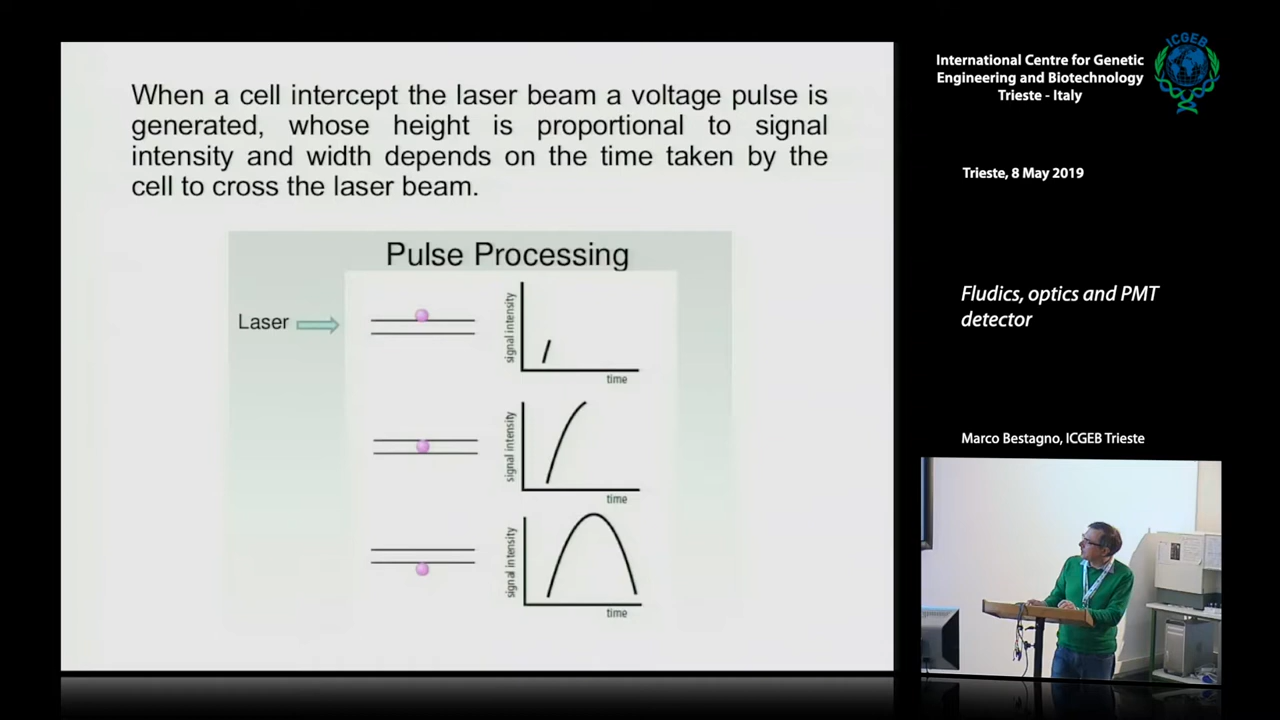 When a cell intercept the laser beam a voltage pulse is
generated, whose height is proportional to signal
intensity and width depends on the time taken by the
cell to cross the laser beam.
Pulse Processing
Laser
signal intensity
time
signal intensity
time
signal intensity
time
ICGEB
International Centre for Genetic
Engineering and Biotechnology
Trieste - Italy
Trieste, 8 May 2019
Fludics, optics and PMT
detector
Marco Bestagno, ICGEB Trieste